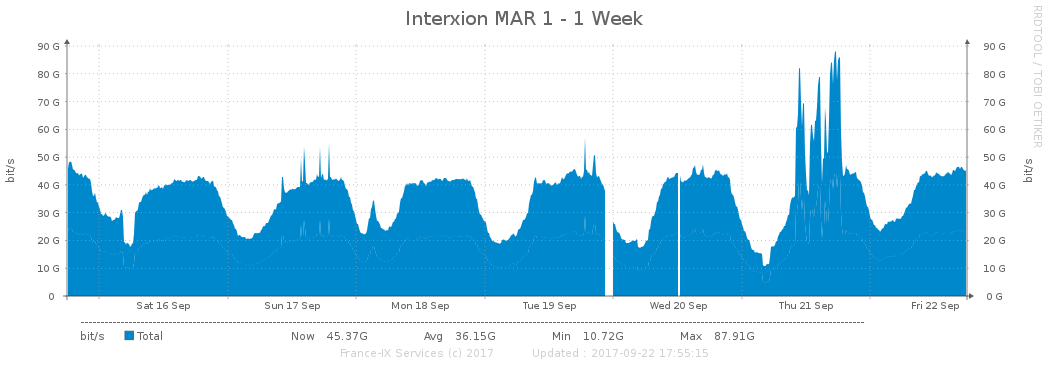 Interxion MAR 1 - 1 Week
RRDTOOL / TOBI OETIKER
bit/s
90 G
80 G
70 G
60 G
50 G
40 G
30 G
20 G
10 G
0
90 G
80 G
70 G
60 G
50 G
40 G
30 G
20 G
10 G
0 G
bit/s
Sat 16 Sep Sun 17 Sep Mon 18 Sep Tue 19 Sep Wed 20 Sep Thu 21 Sep Fri 22 Sep
bit/s Total Now 45.37G Avg 36.15G Min 10.72G Max 87.91G
France-IX Services (c) 2017 Updated : 2017-09-22 17:55:15